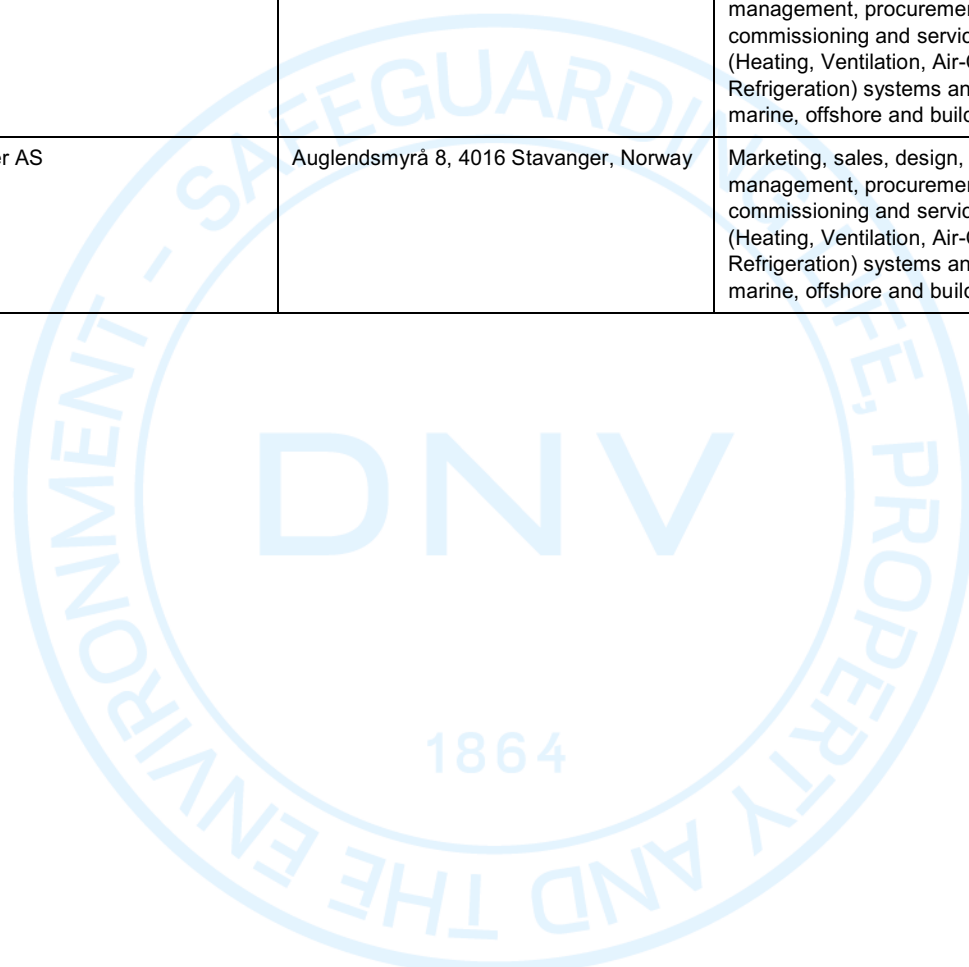 management, procuremen
commissioning and servic
(Heating, Ventilation, Air-
Refrigeration) systems an
marine, offshore and build
r AS
Auglendsmyrå 8, 4016 Stavanger, Norway
Marketing, sales, design,
management, procuremen
commissioning and servic
(Heating, Ventilation, Air-
Refrigeration) systems an
marine, offshore and build
SAFEGUARDING LIFE, PROPERTY AND THE ENVIRONMENT -
DNV
1864